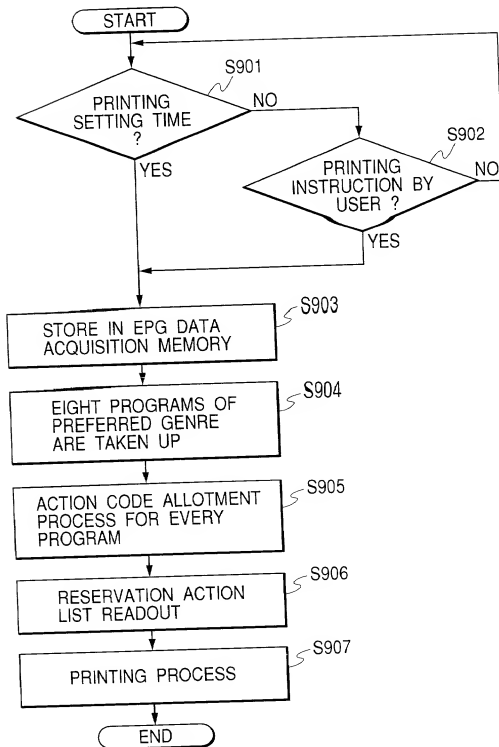 START
S901
PRINTING
SETTING TIME
?
NO
YES
S902
PRINTING
INSTRUCTION BY
USER ?
NO
YES
S903
STORE IN EPG DATA
ACQUISITION MEMORY
S904
EIGHT PROGRAMS OF
PREFERRED GENRE
ARE TAKEN UP
S905
ACTION CODE ALLOTMENT
PROCESS FOR EVERY
PROGRAM
S906
RESERVATION ACTION
LIST READOUT
S907
PRINTING PROCESS
END